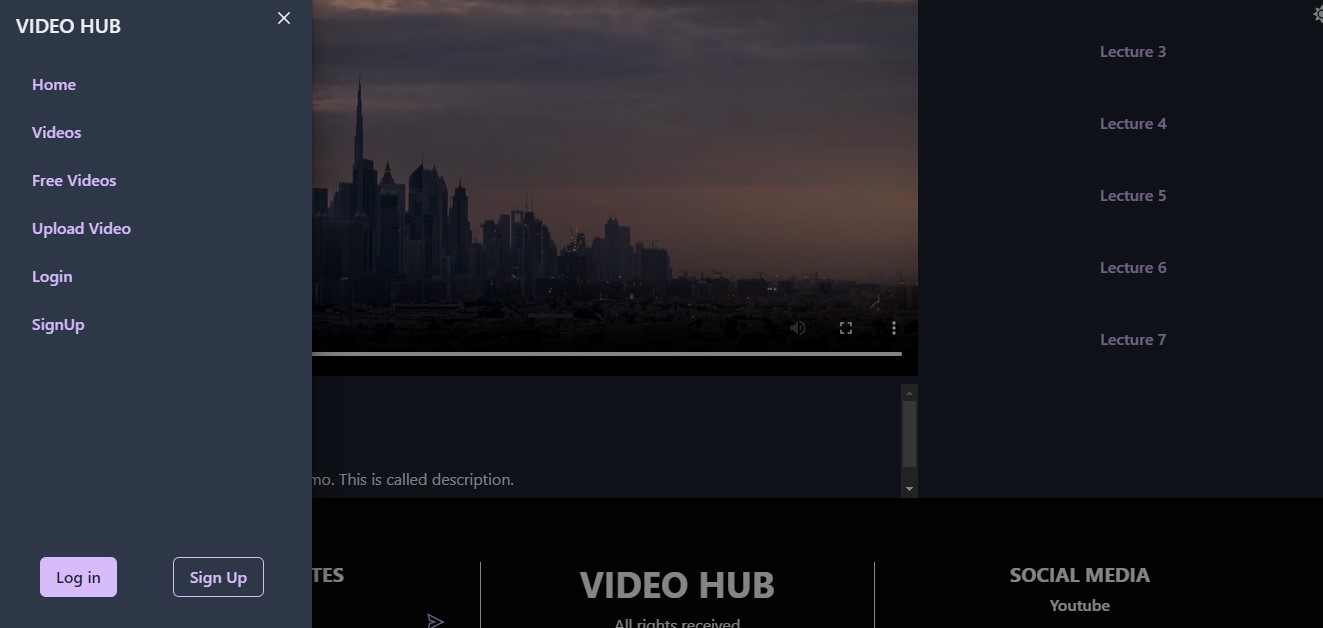 VIDEO HUB
Home
Videos
Free Videos
Upload Video
Login
SignUp
Log in
Sign Up
Lecture 3
Lecture 4
Lecture 5
Lecture 6
Lecture 7
mo. This is called description.
TES
VIDEO HUB
All rights received
SOCIAL MEDIA
Youtube